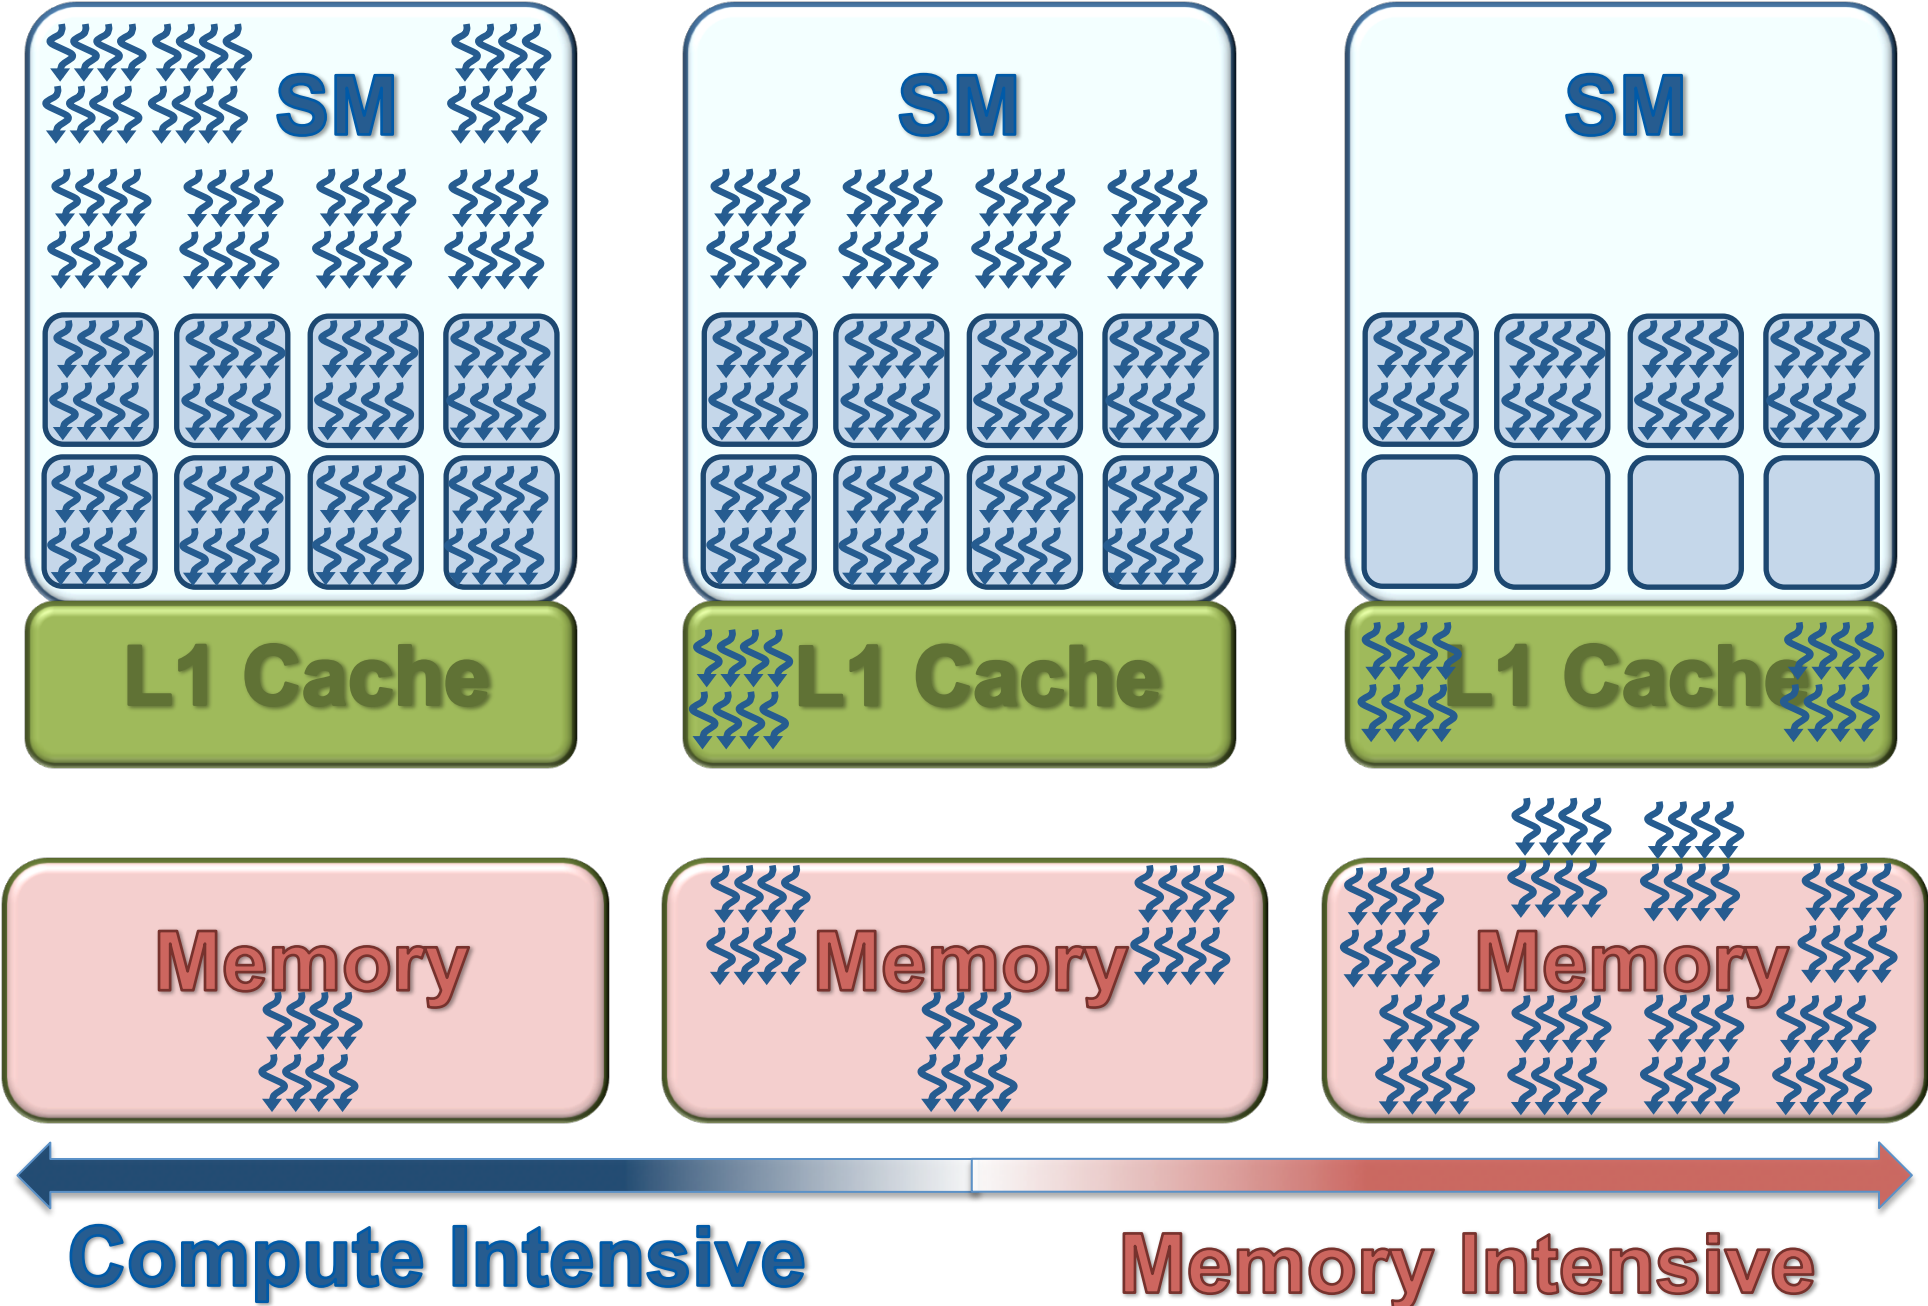 SM
SM
SM
L1 Cache
L1 Cache
L1 Cache
Memory
Memory
Memory
Compute Intensive
Memory Intensive